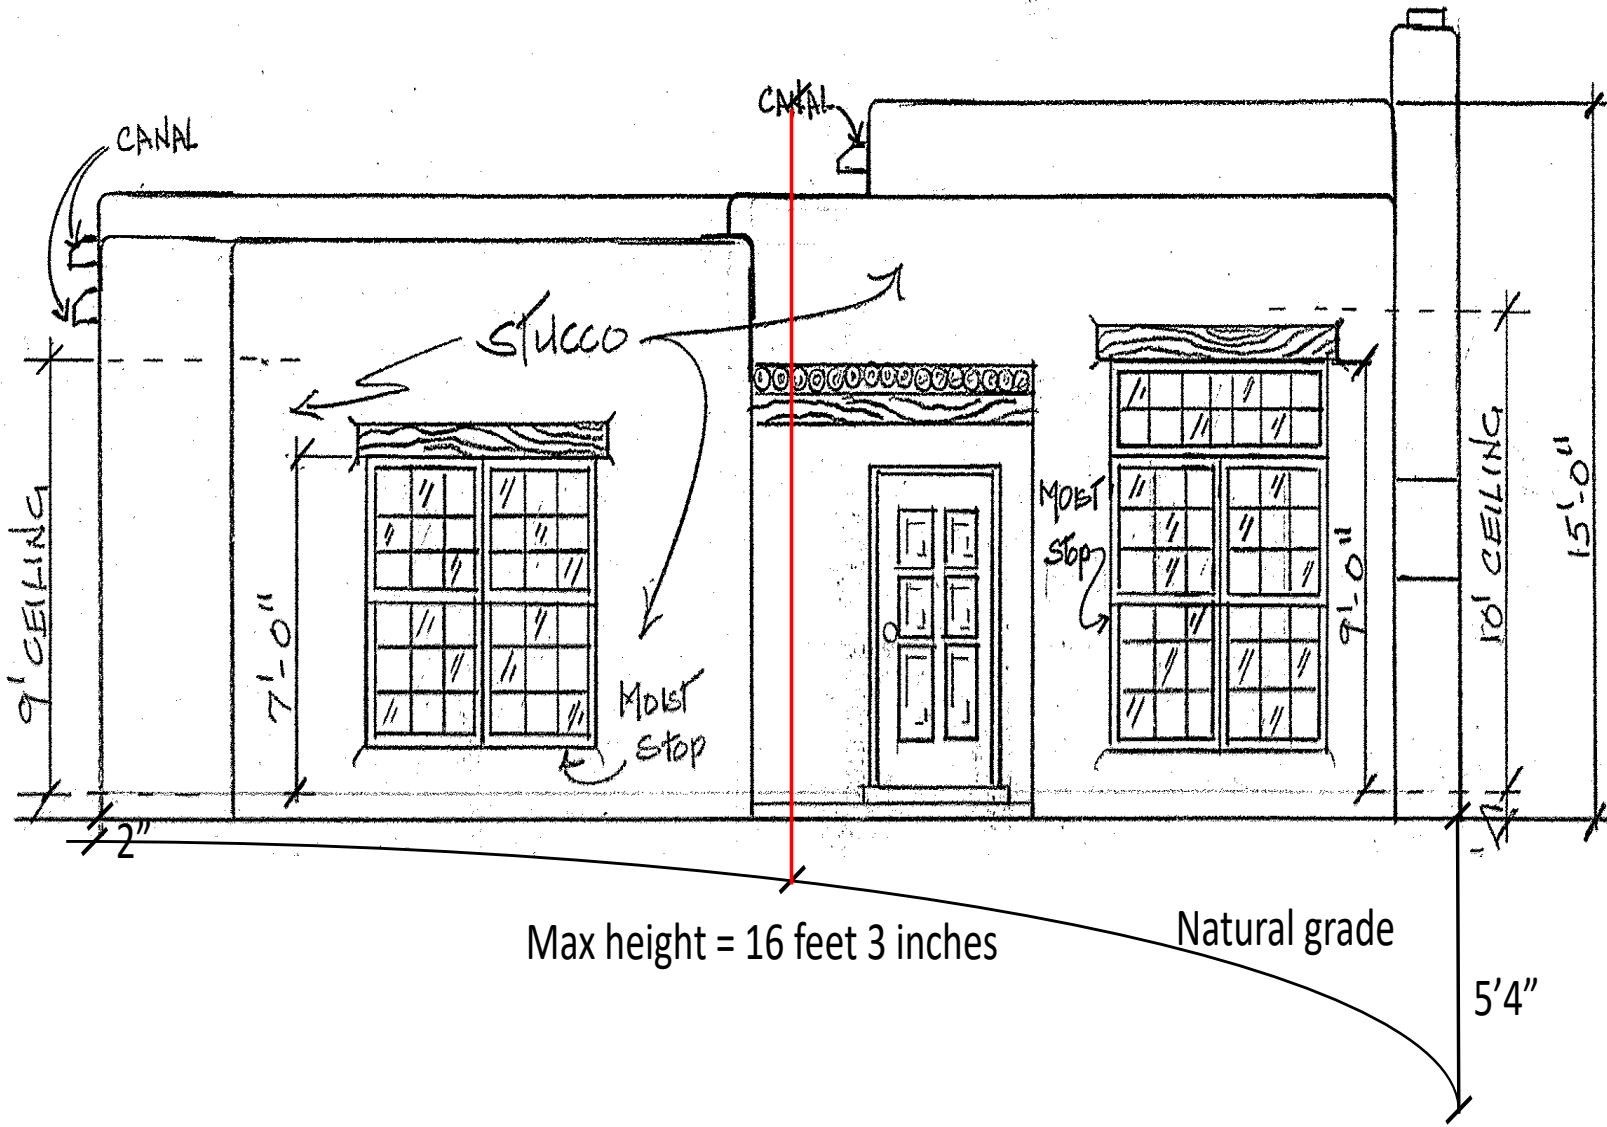 CANAL
CANAL
STUCCO
9' CEILING
7'-0"
MOIST
STOP
MOIST
STOP
9'-0"
10' CEILING
15'-0"
2”
Max height = 16 feet 3 inches
Natural grade
5’4”